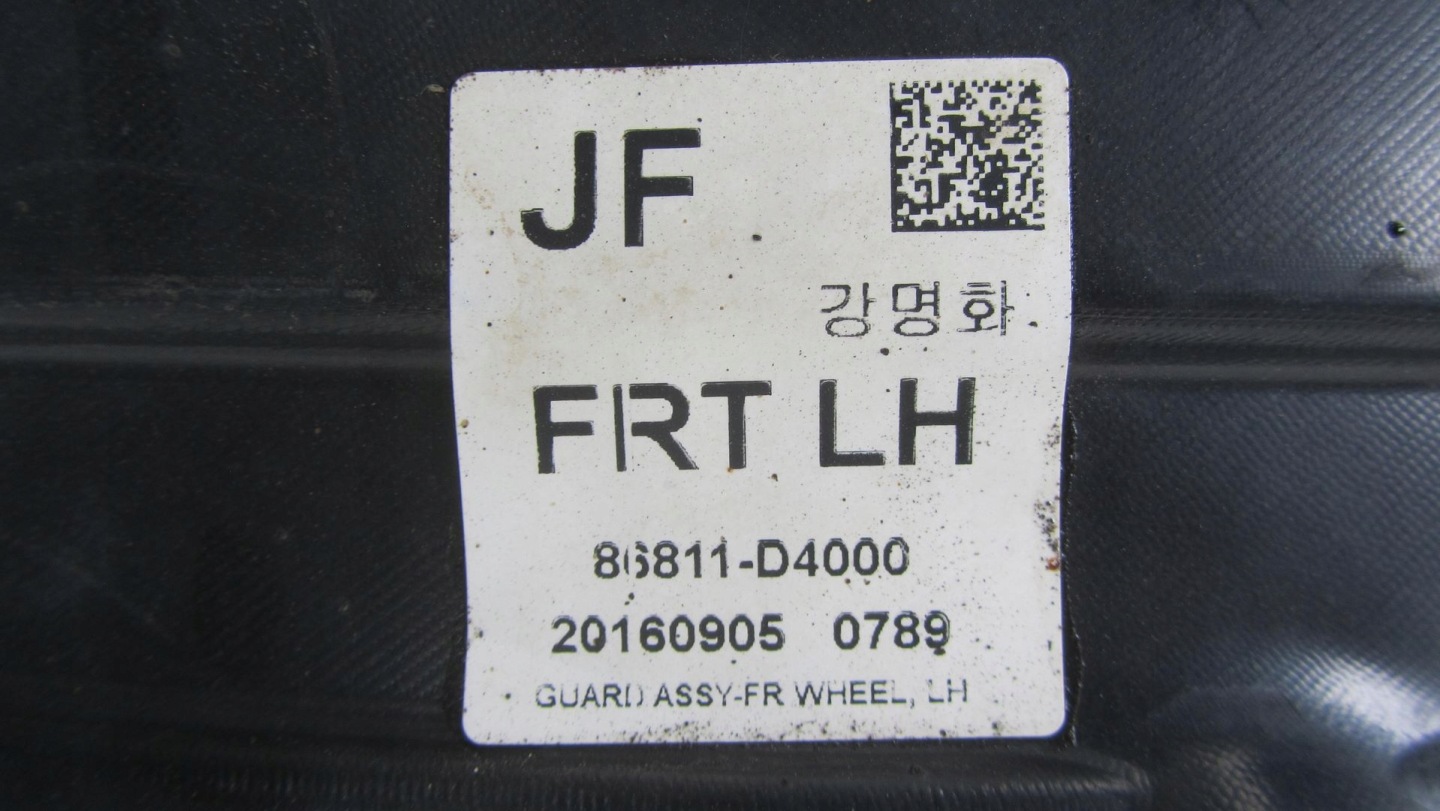 JF
강명화
FRT LH
86811-D4000
20160905 0789
GUARD ASSY-FR WHEEL, LH